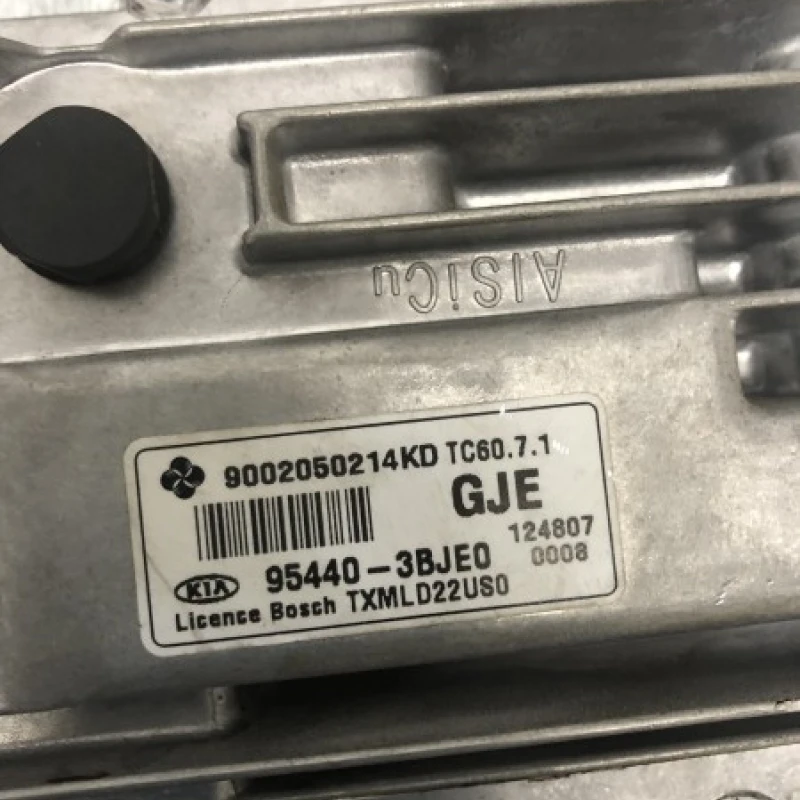 AlSiCu
9002050214KD TC60.7.1
GJE
124807
95440-3BJE0 0008
KIA
Licence Bosch TXMLD22US0